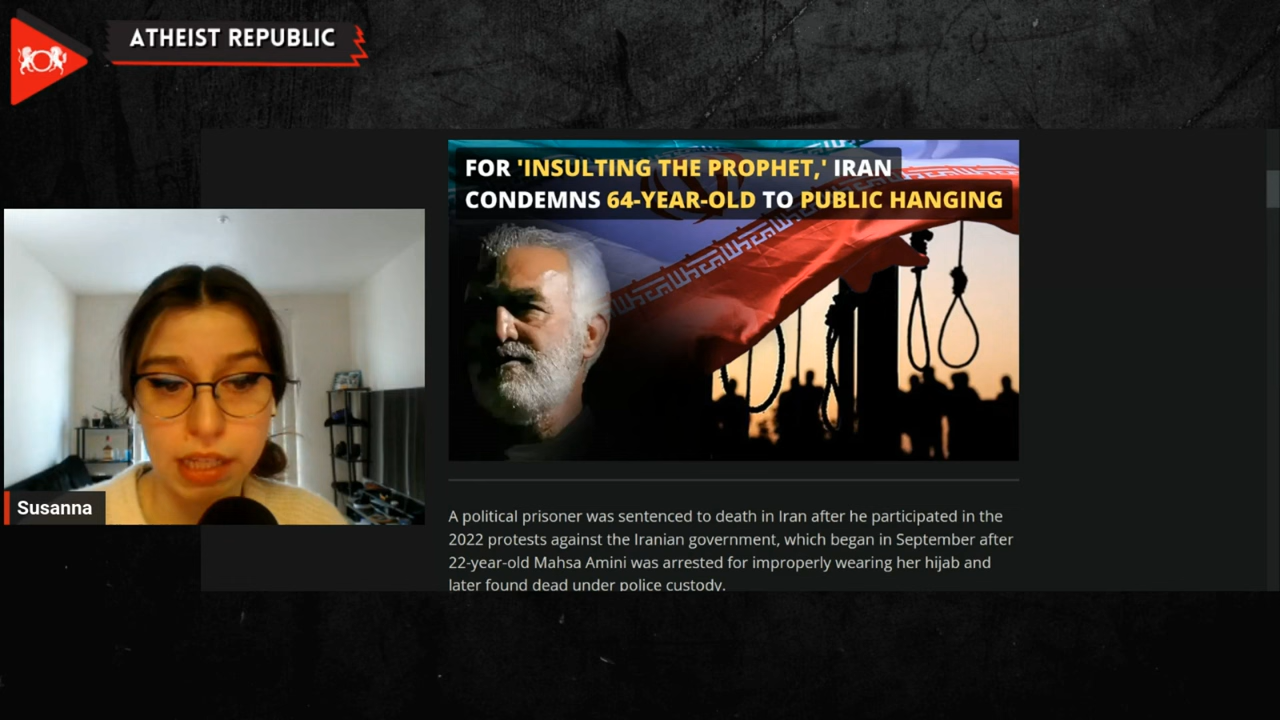 ATHEIST REPUBLIC
FOR 'INSULTING THE PROPHET,' IRAN
CONDEMNS 64-YEAR-OLD TO PUBLIC HANGING
Susanna
A political prisoner was sentenced to death in Iran after he participated in the
2022 protests against the Iranian government, which began in September after
22-year-old Mahsa Amini was arrested for improperly wearing her hijab and
later found dead under police custody.